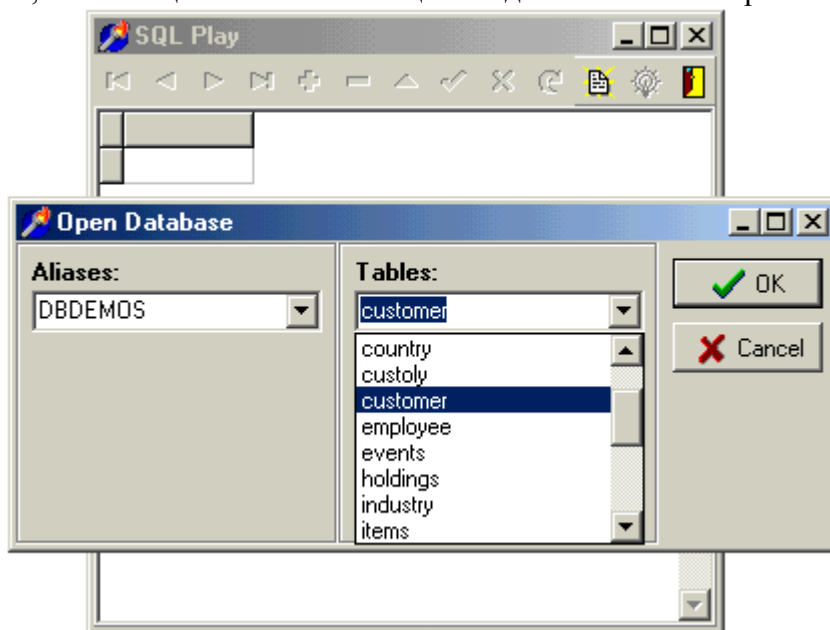 SQL Play
Open Database
Aliases:
DBDEMOS
Tables:
customer
country
custoly
customer
employee
events
holdings
industry
items
OK
Cancel